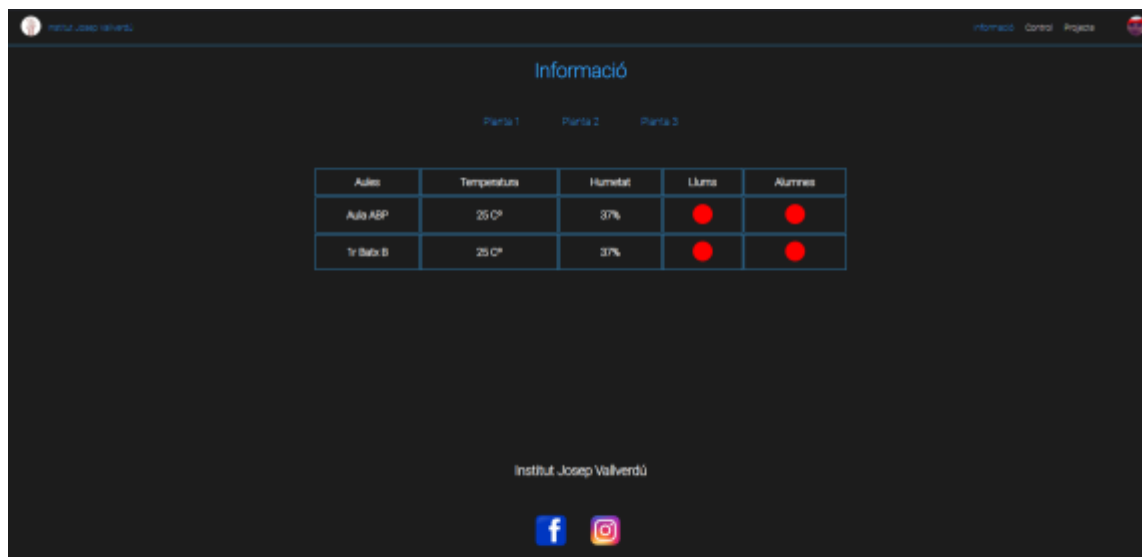 Institut Josep Vallverdú
Informació Control Projecte
Informació
Planta 1 Planta 2 Planta 3
Aules Temperatura Humetat Llums Alumnes
Aula ABP 25 Cº 37%
1r Batx B 25 Cº 37%
Institut Josep Vallverdú